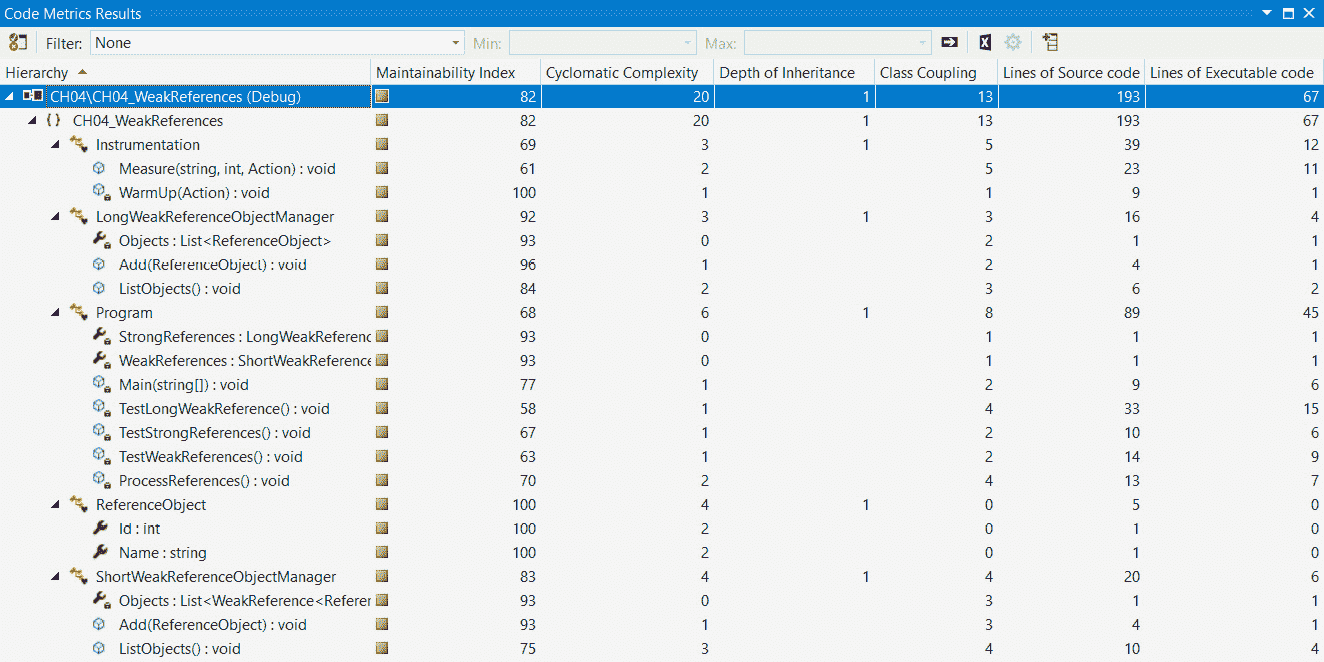 Code Metrics Results
Filter: None Min: Max:
Hierarchy Maintainability Index Cyclomatic Complexity Depth of Inheritance Class Coupling Lines of Source code Lines of Executable code
CH04\CH04_WeakReferences (Debug) 82 20 1 13 193 67
{ } CH04_WeakReferences 82 20 1 13 193 67
Instrumentation 69 3 1 5 39 12
Measure(string, int, Action) : void 61 2 5 23 11
WarmUp(Action) : void 100 1 1 9 1
LongWeakReferenceObjectManager 92 3 1 3 16 4
Objects : List<ReferenceObject> 93 0 2 1 1
Add(ReferenceObject) : void 96 1 2 4 1
ListObjects() : void 84 2 3 6 2
Program 68 6 1 8 89 45
StrongReferences : LongWeakReferenc 93 0 1 1 1
WeakReferences : ShortWeakReference 93 0 1 1 1
Main(string[]) : void 77 1 2 9 6
TestLongWeakReference() : void 58 1 4 33 15
TestStrongReferences() : void 67 1 2 10 6
TestWeakReferences() : void 63 1 2 14 9
ProcessReferences() : void 70 2 4 13 7
ReferenceObject 100 4 1 0 5 0
Id : int 100 2 0 1 0
Name : string 100 2 0 1 0
ShortWeakReferenceObjectManager 83 4 1 4 20 6
Objects : List<WeakReference<Referer 93 0 3 1 1
Add(ReferenceObject) : void 93 1 3 4 1
ListObjects() : void 75 3 4 10 4